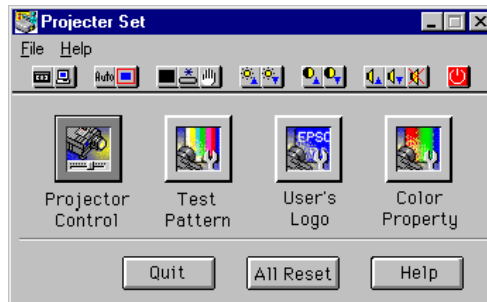 Projecter Set
File Help
Auto
EPSO
Projector Control
Test Pattern
User's Logo
Color Property
Quit All Reset Help